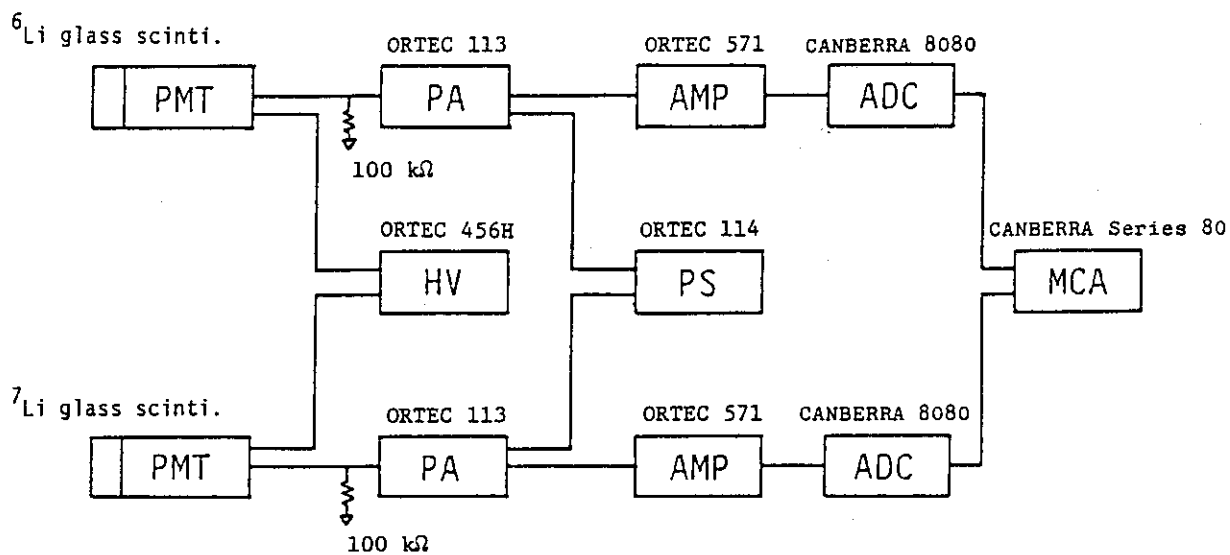 ⁶Li glass scinti.
ORTEC 113
ORTEC 571
CANBERRA 8080
PMT
PA
AMP
ADC
100 kΩ
ORTEC 456H
ORTEC 114
CANBERRA Series 80
HV
PS
MCA
⁷Li glass scinti.
ORTEC 113
ORTEC 571
CANBERRA 8080
PMT
PA
AMP
ADC
100 kΩ